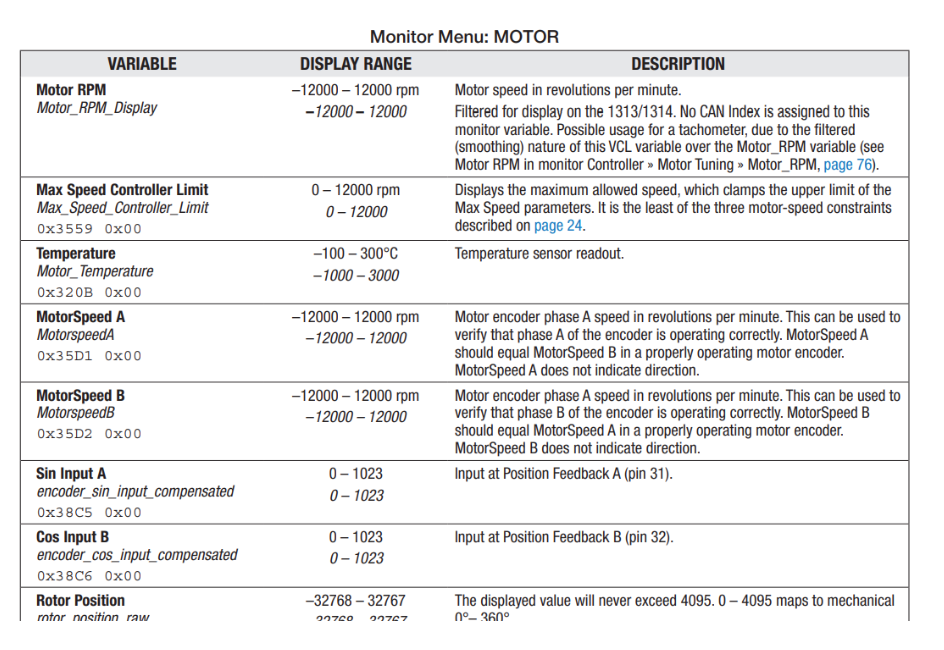 Monitor Menu: MOTOR
VARIABLE DISPLAY RANGE DESCRIPTION
Motor RPM
Motor_RPM_Display
–12000 – 12000 rpm
–12000 – 12000
Motor speed in revolutions per minute.
Filtered for display on the 1313/1314. No CAN Index is assigned to this
monitor variable. Possible usage for a tachometer, due to the filtered
(smoothing) nature of this VCL variable over the Motor_RPM variable (see
Motor RPM in monitor Controller » Motor Tuning » Motor_RPM, page 76).
Max Speed Controller Limit
Max_Speed_Controller_Limit
0x3559 0x00
0 – 12000 rpm
0 – 12000
Displays the maximum allowed speed, which clamps the upper limit of the
Max Speed parameters. It is the least of the three motor-speed constraints
described on page 24.
Temperature
Motor_Temperature
0x320B 0x00
–100 – 300°C
–1000 – 3000
Temperature sensor readout.
MotorSpeed A
MotorspeedA
0x35D1 0x00
–12000 – 12000 rpm
–12000 – 12000
Motor encoder phase A speed in revolutions per minute. This can be used to
verify that phase A of the encoder is operating correctly. MotorSpeed A
should equal MotorSpeed B in a properly operating motor encoder.
MotorSpeed A does not indicate direction.
MotorSpeed B
MotorspeedB
0x35D2 0x00
–12000 – 12000 rpm
–12000 – 12000
Motor encoder phase A speed in revolutions per minute. This can be used to
verify that phase B of the encoder is operating correctly. MotorSpeed B
should equal MotorSpeed A in a properly operating motor encoder.
MotorSpeed B does not indicate direction.
Sin Input A
encoder_sin_input_compensated
0x38C5 0x00
0 – 1023
0 – 1023
Input at Position Feedback A (pin 31).
Cos Input B
encoder_cos_input_compensated
0x38C6 0x00
0 – 1023
0 – 1023
Input at Position Feedback B (pin 32).
Rotor Position
rotor_position_raw
–32768 – 32767
–32768 – 32767
The displayed value will never exceed 4095. 0 – 4095 maps to mechanical
0°– 360°